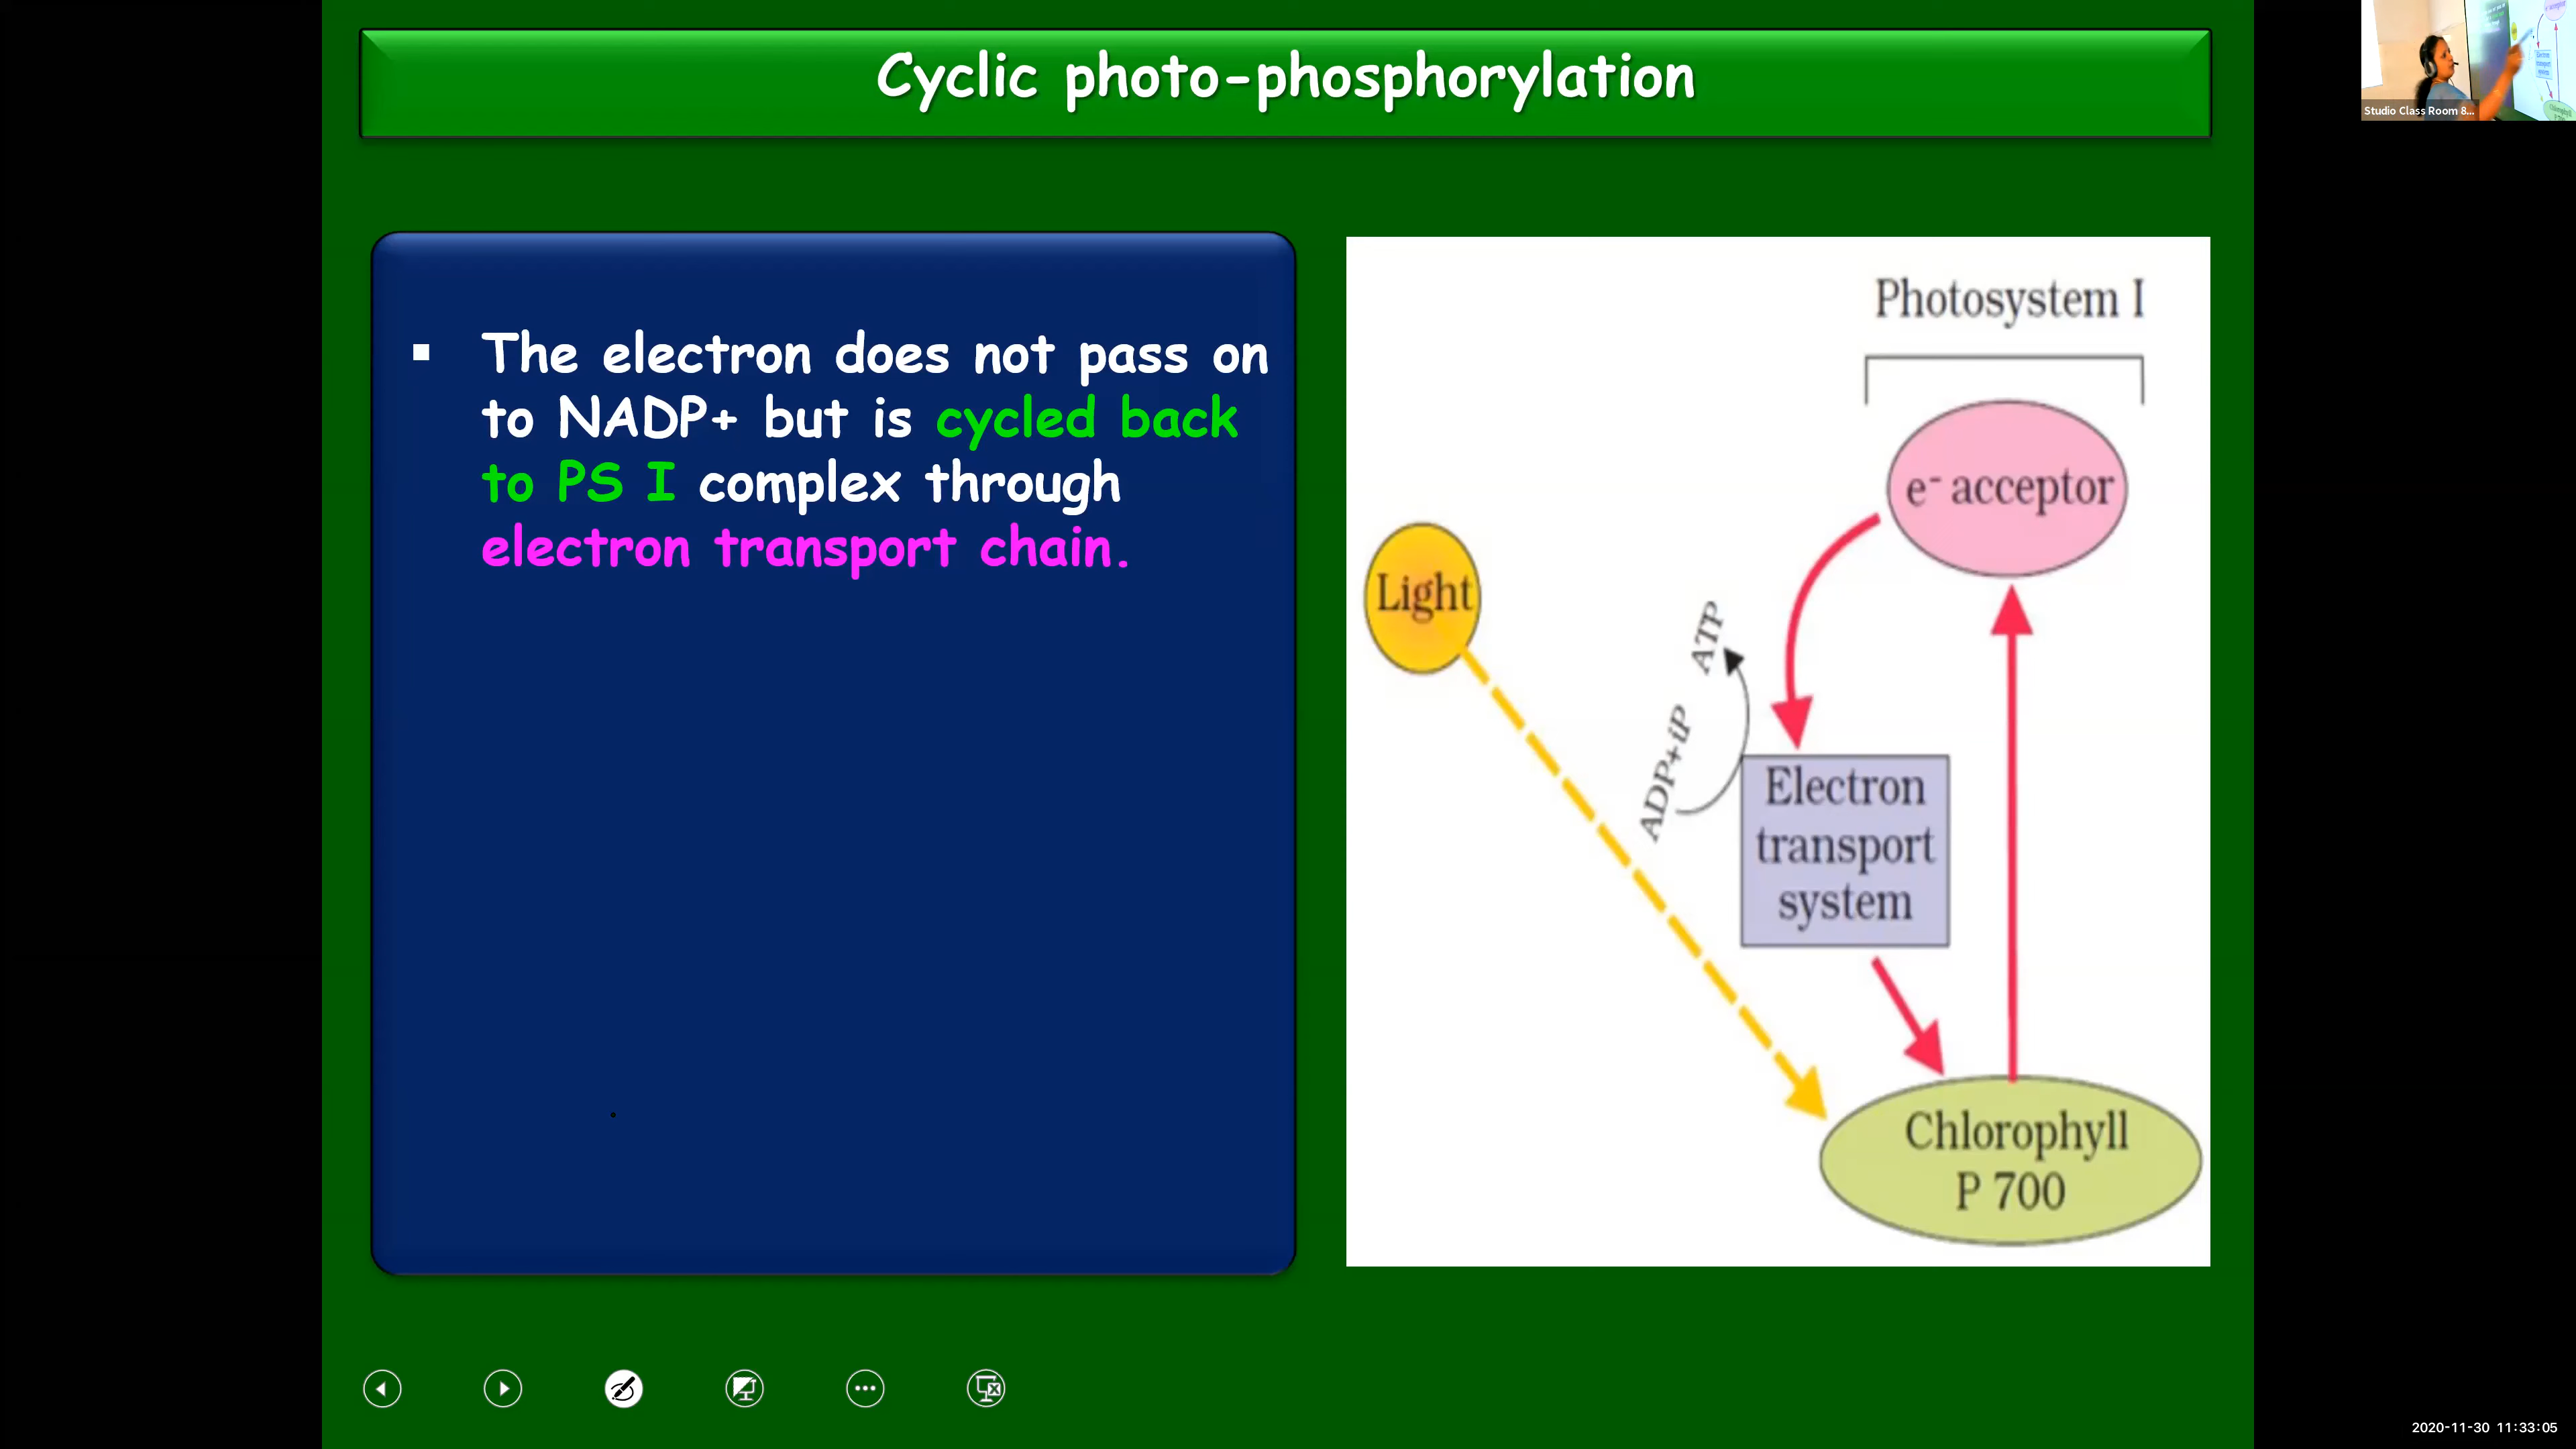 Cyclic photo-phosphorylation
Studio Class Room 8...
▪ The electron does not pass on
to NADP+ but is cycled back
to PS I complex through
electron transport chain.
Photosystem I
e⁻ acceptor
Light
ATP
ADP+iP
Electron
transport
system
Chlorophyll
P 700
2020-11-30 11:33:05